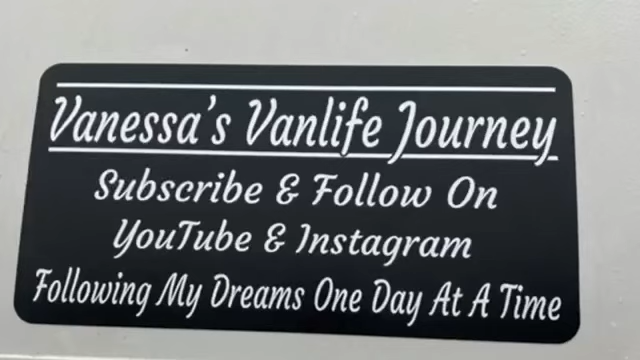 Vanessa's Vanlife Journey
Subscribe & Follow On
YouTube & Instagram
Following My Dreams One Day At A Time